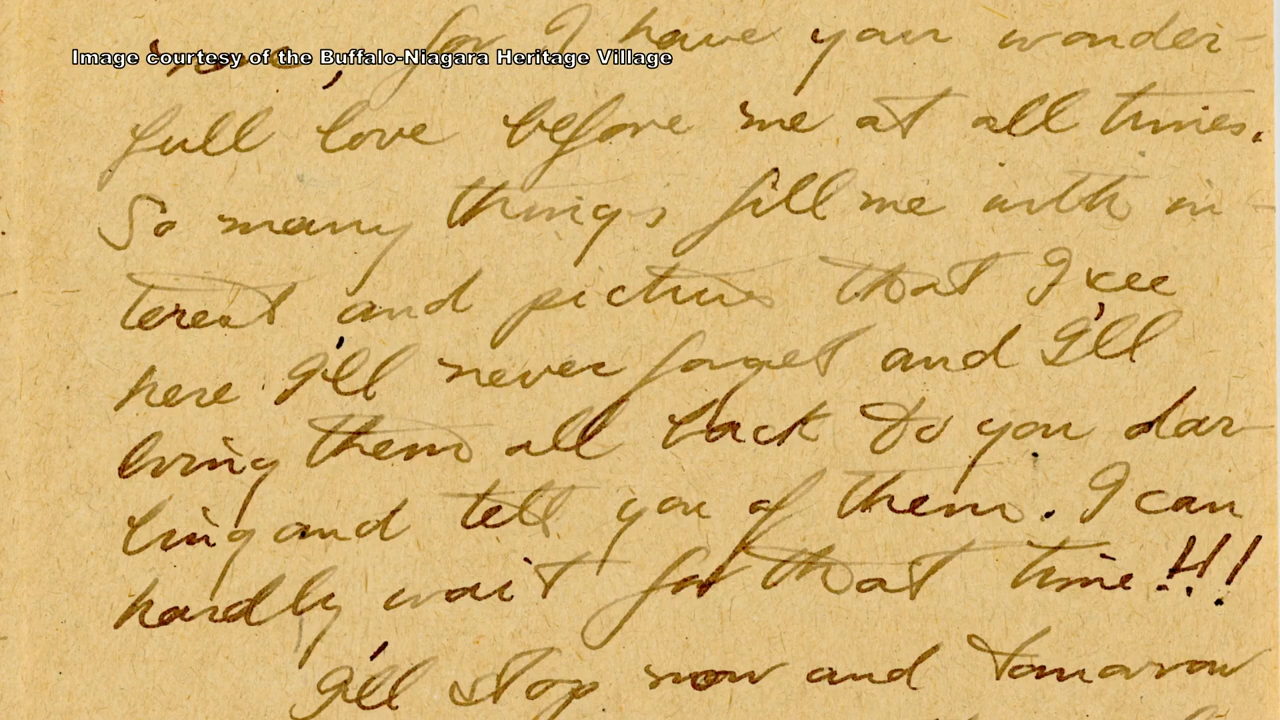 Image courtesy of the Buffalo-Niagara Heritage Village
for I have your wonder-
full love before me at all times.
So many things fill me with in-
terest and pictures that I see
here I'll never forget and I'll
bring them all back to you dar-
ling and tell you of them. I can
hardly wait for that time!!!
I'll stop now and tomorrow